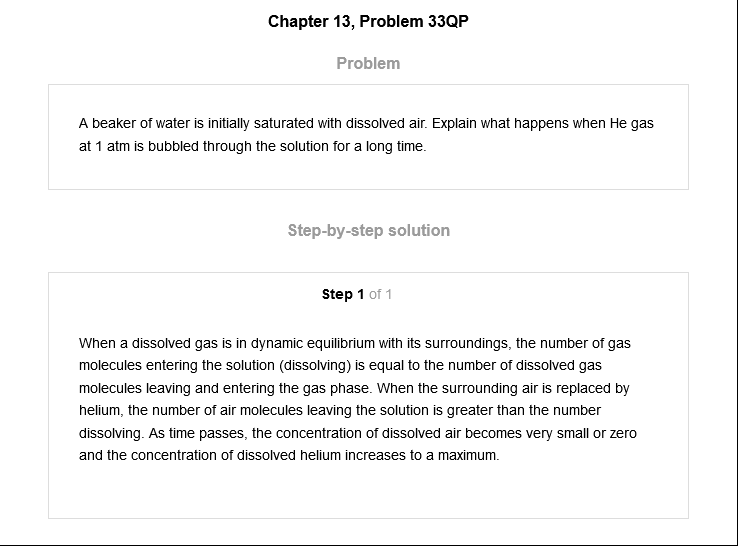 Chapter 13, Problem 33QP
Problem
A beaker of water is initially saturated with dissolved air. Explain what happens when He gas
at 1 atm is bubbled through the solution for a long time.
Step-by-step solution
Step 1 of 1
When a dissolved gas is in dynamic equilibrium with its surroundings, the number of gas
molecules entering the solution (dissolving) is equal to the number of dissolved gas
molecules leaving and entering the gas phase. When the surrounding air is replaced by
helium, the number of air molecules leaving the solution is greater than the number
dissolving. As time passes, the concentration of dissolved air becomes very small or zero
and the concentration of dissolved helium increases to a maximum.